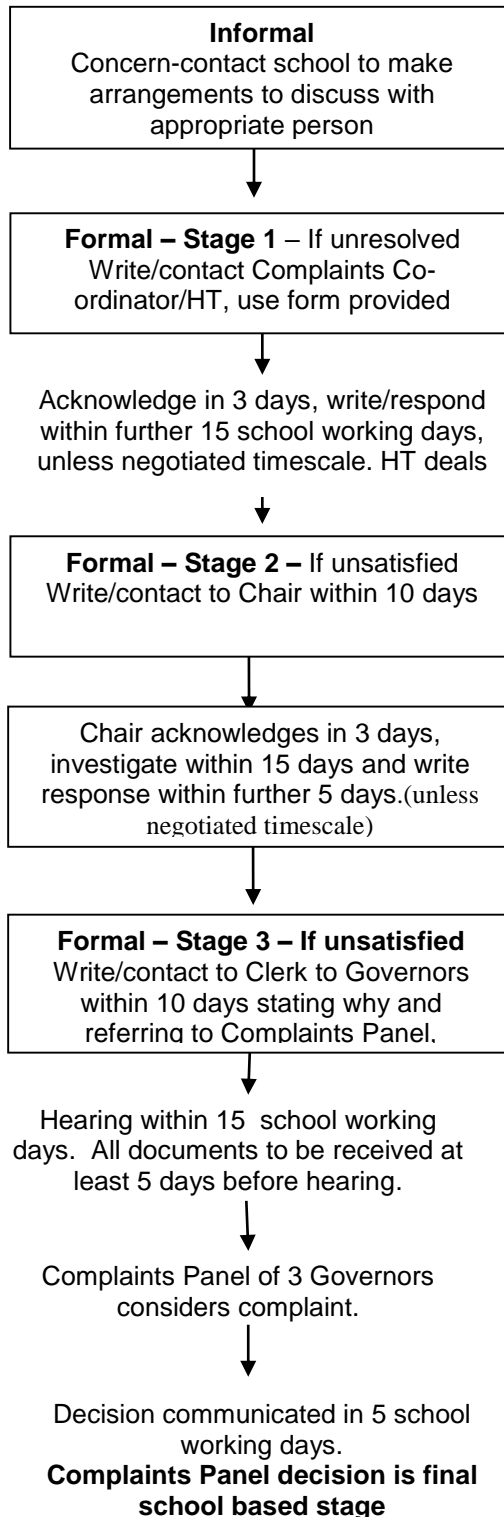 Informal
Concern-contact school to make
arrangements to discuss with
appropriate person
Formal – Stage 1 – If unresolved
Write/contact Complaints Co-
ordinator/HT, use form provided
Acknowledge in 3 days, write/respond
within further 15 school working days,
unless negotiated timescale. HT deals
Formal – Stage 2 – If unsatisfied
Write/contact to Chair within 10 days
Chair acknowledges in 3 days,
investigate within 15 days and write
response within further 5 days.(unless
negotiated timescale)
Formal – Stage 3 – If unsatisfied
Write/contact to Clerk to Governors
within 10 days stating why and
referring to Complaints Panel,
Hearing within 15 school working
days. All documents to be received at
least 5 days before hearing.
Complaints Panel of 3 Governors
considers complaint.
Decision communicated in 5 school
working days.
Complaints Panel decision is final
school based stage